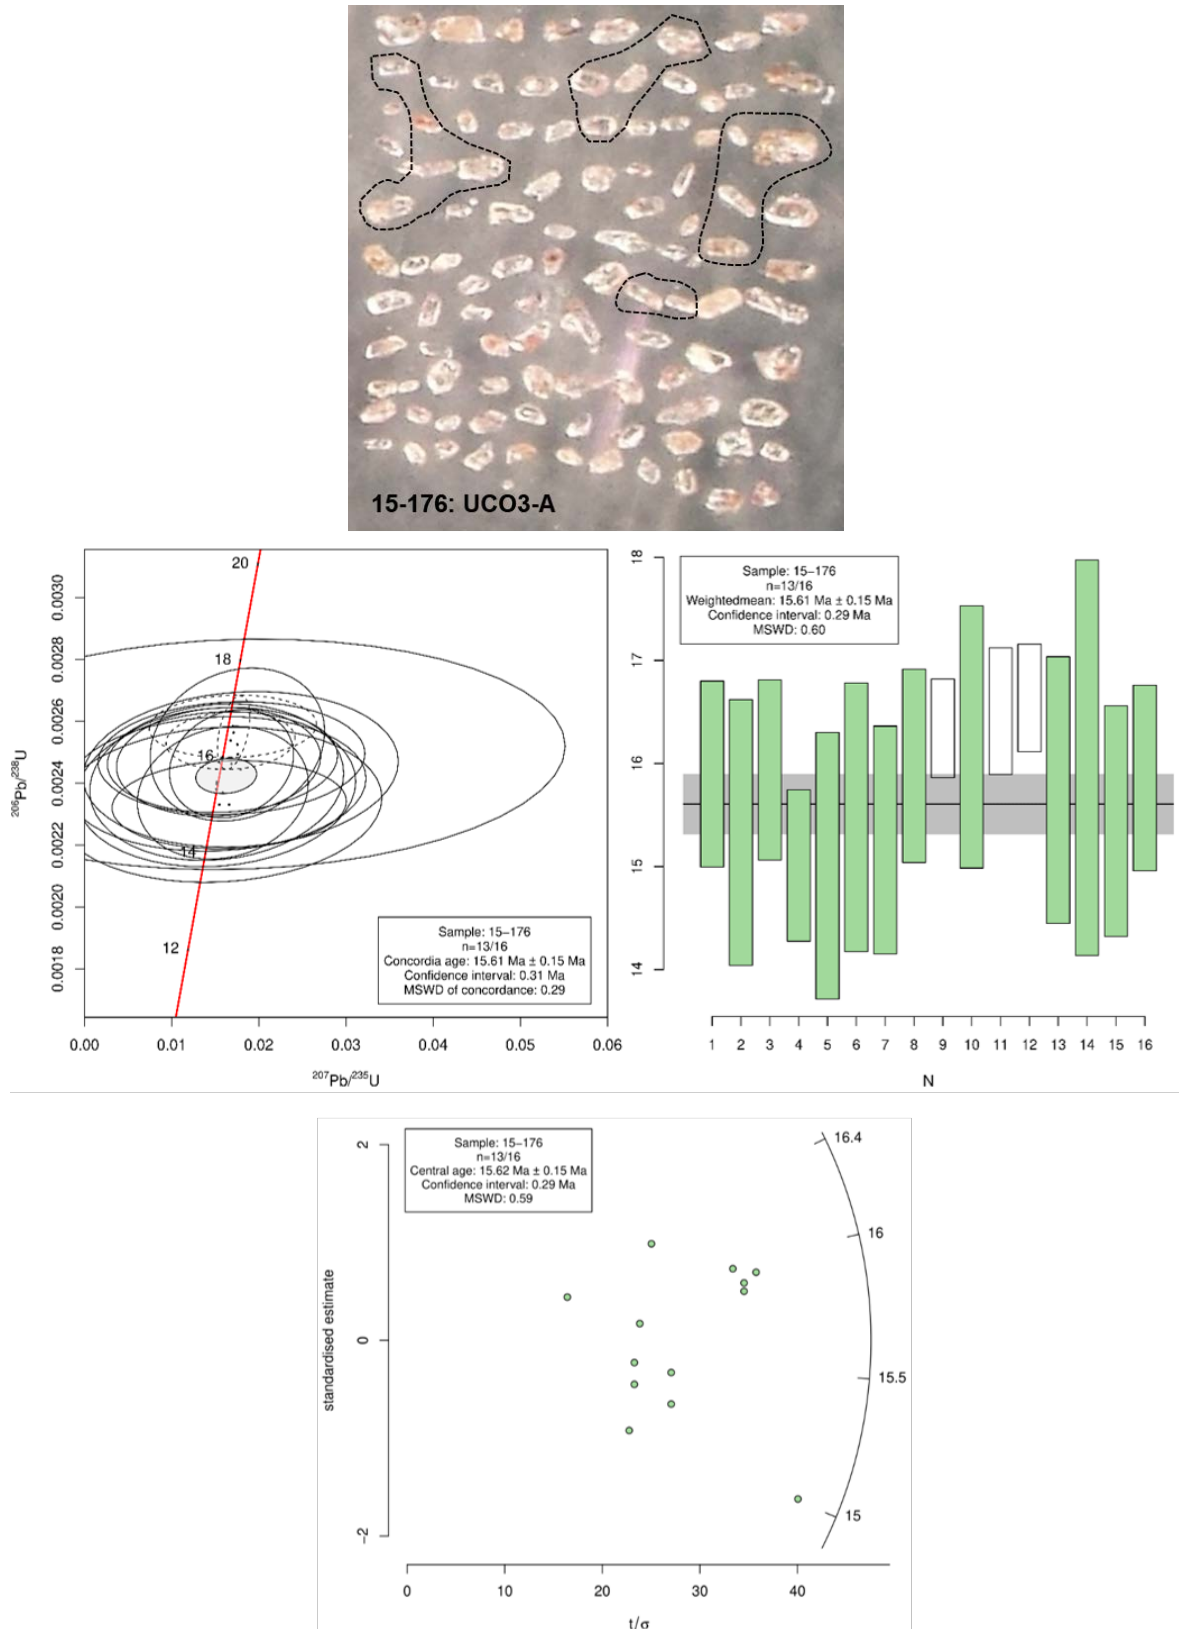 15-176: UCO3-A
20
18
16
14
12
0.0030
0.0028
0.0026
0.0024
0.0022
0.0020
0.0018
206Pb/238U
Sample: 15–176
n=13/16
Concordia age: 15.61 Ma ± 0.15 Ma
Confidence interval: 0.31 Ma
MSWD of concordance: 0.29
0.00 0.01 0.02 0.03 0.04 0.05 0.06
207Pb/235U
18
17
16
15
14
Sample: 15–176
n=13/16
Weightedmean: 15.61 Ma ± 0.15 Ma
Confidence interval: 0.29 Ma
MSWD: 0.60
1 2 3 4 5 6 7 8 9 10 11 12 13 14 15 16
N
2
0
−2
standardised estimate
Sample: 15–176
n=13/16
Central age: 15.62 Ma ± 0.15 Ma
Confidence interval: 0.29 Ma
MSWD: 0.59
16.4
16
15.5
15
0 10 20 30 40
t/σ